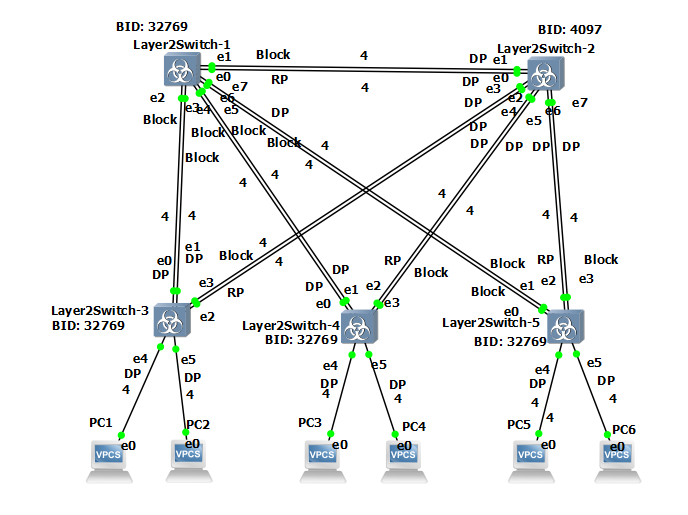 BID: 32769
Layer2Switch-1
BID: 4097
Layer2Switch-2
e1
Block
4
DP
e1
e0
RP
4
DP
e0
e7
e3
e2
e3
e4
e6
e5
DP
DP
e2
e4
e6
e7
Block
Block
Block
DP
e5
Block
Block
4
DP
DP
DP
DP
4
4
4
4
4
4
4
4
4
4
e1
e0
DP
DP
Block
4
4
e3
RP
e2
DP
DP
e1
e0
RP
Block
e2
e3
Block
Block
e1
e0
RP
Block
e2
e3
Layer2Switch-3
BID: 32769
Layer2Switch-4
BID: 32769
Layer2Switch-5
BID: 32769
e4
DP
4
e5
DP
4
e4
DP
4
e5
DP
4
e4
DP
4
4
e5
DP
4
PC1
e0
PC2
e0
PC3
e0
PC4
e0
PC5
e0
PC6
e0
VPCS
VPCS
VPCS
VPCS
VPCS
VPCS